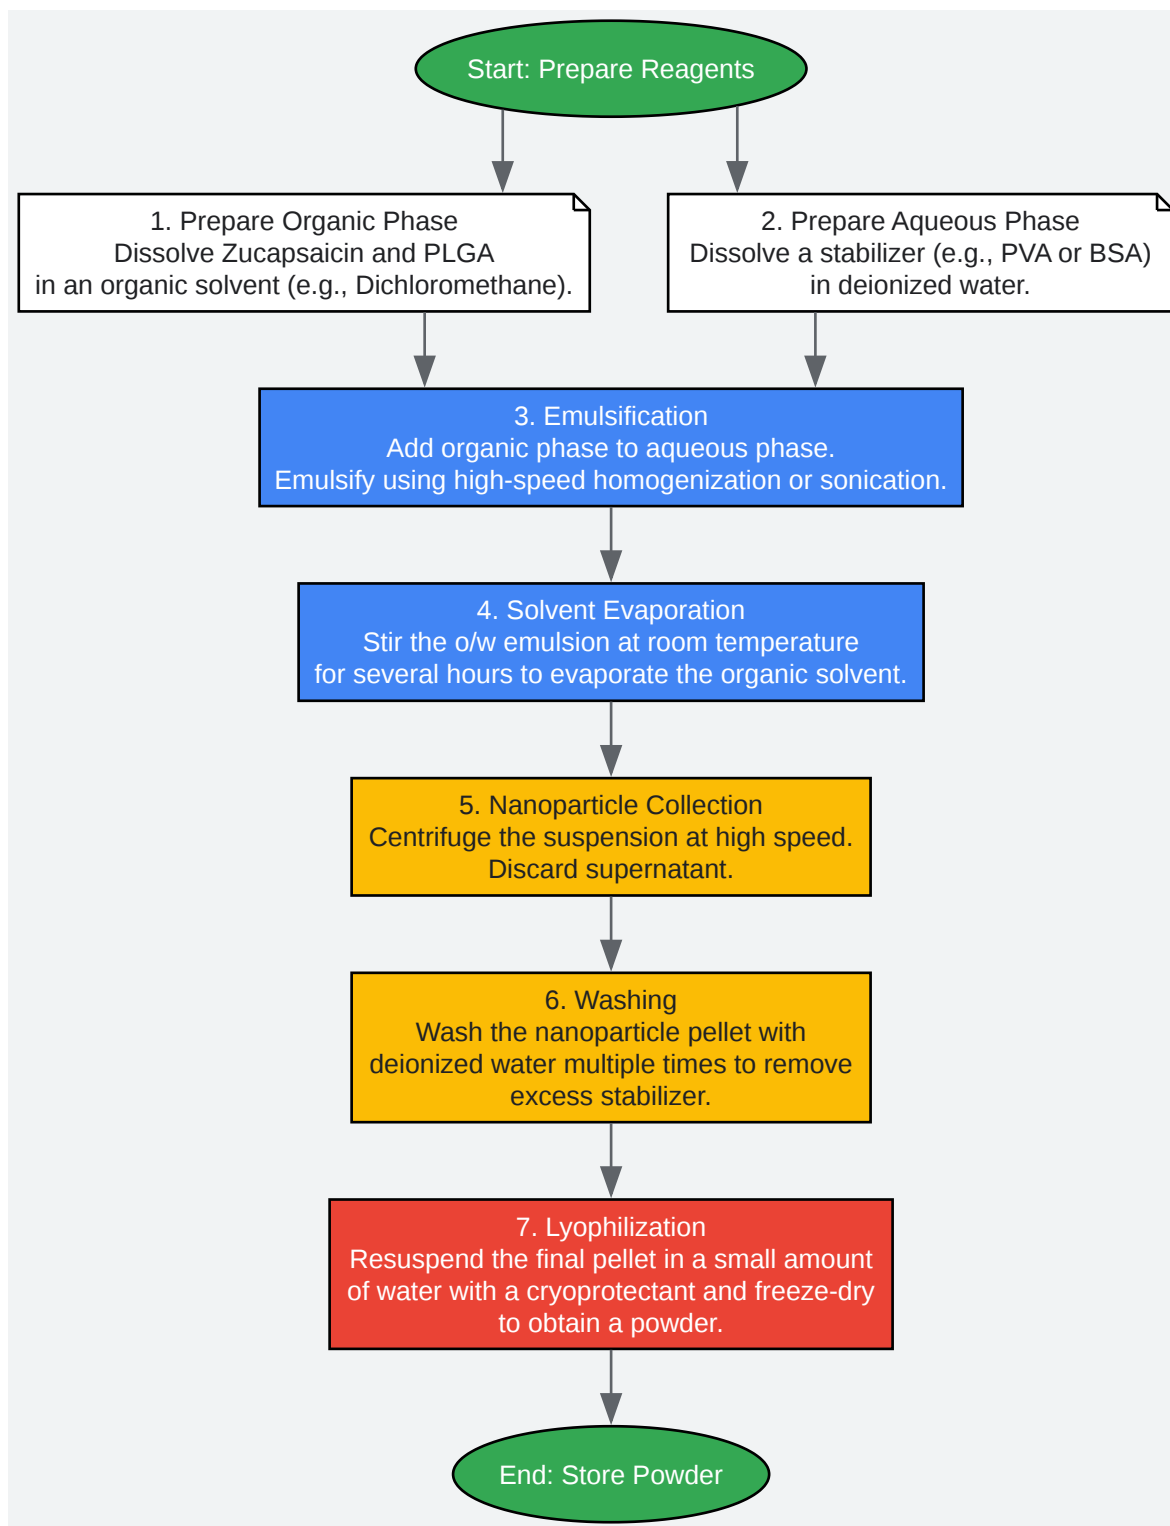 Start: Prepare Reagents
1. Prepare Organic Phase
Dissolve Zucapsaicin and PLGA
in an organic solvent (e.g., Dichloromethane).
2. Prepare Aqueous Phase
Dissolve a stabilizer (e.g., PVA or BSA)
in deionized water.
3. Emulsification
Add organic phase to aqueous phase.
Emulsify using high-speed homogenization or sonication.
4. Solvent Evaporation
Stir the o/w emulsion at room temperature
for several hours to evaporate the organic solvent.
5. Nanoparticle Collection
Centrifuge the suspension at high speed.
Discard supernatant.
6. Washing
Wash the nanoparticle pellet with
deionized water multiple times to remove
excess stabilizer.
7. Lyophilization
Resuspend the final pellet in a small amount
of water with a cryoprotectant and freeze-dry
to obtain a powder.
End: Store Powder